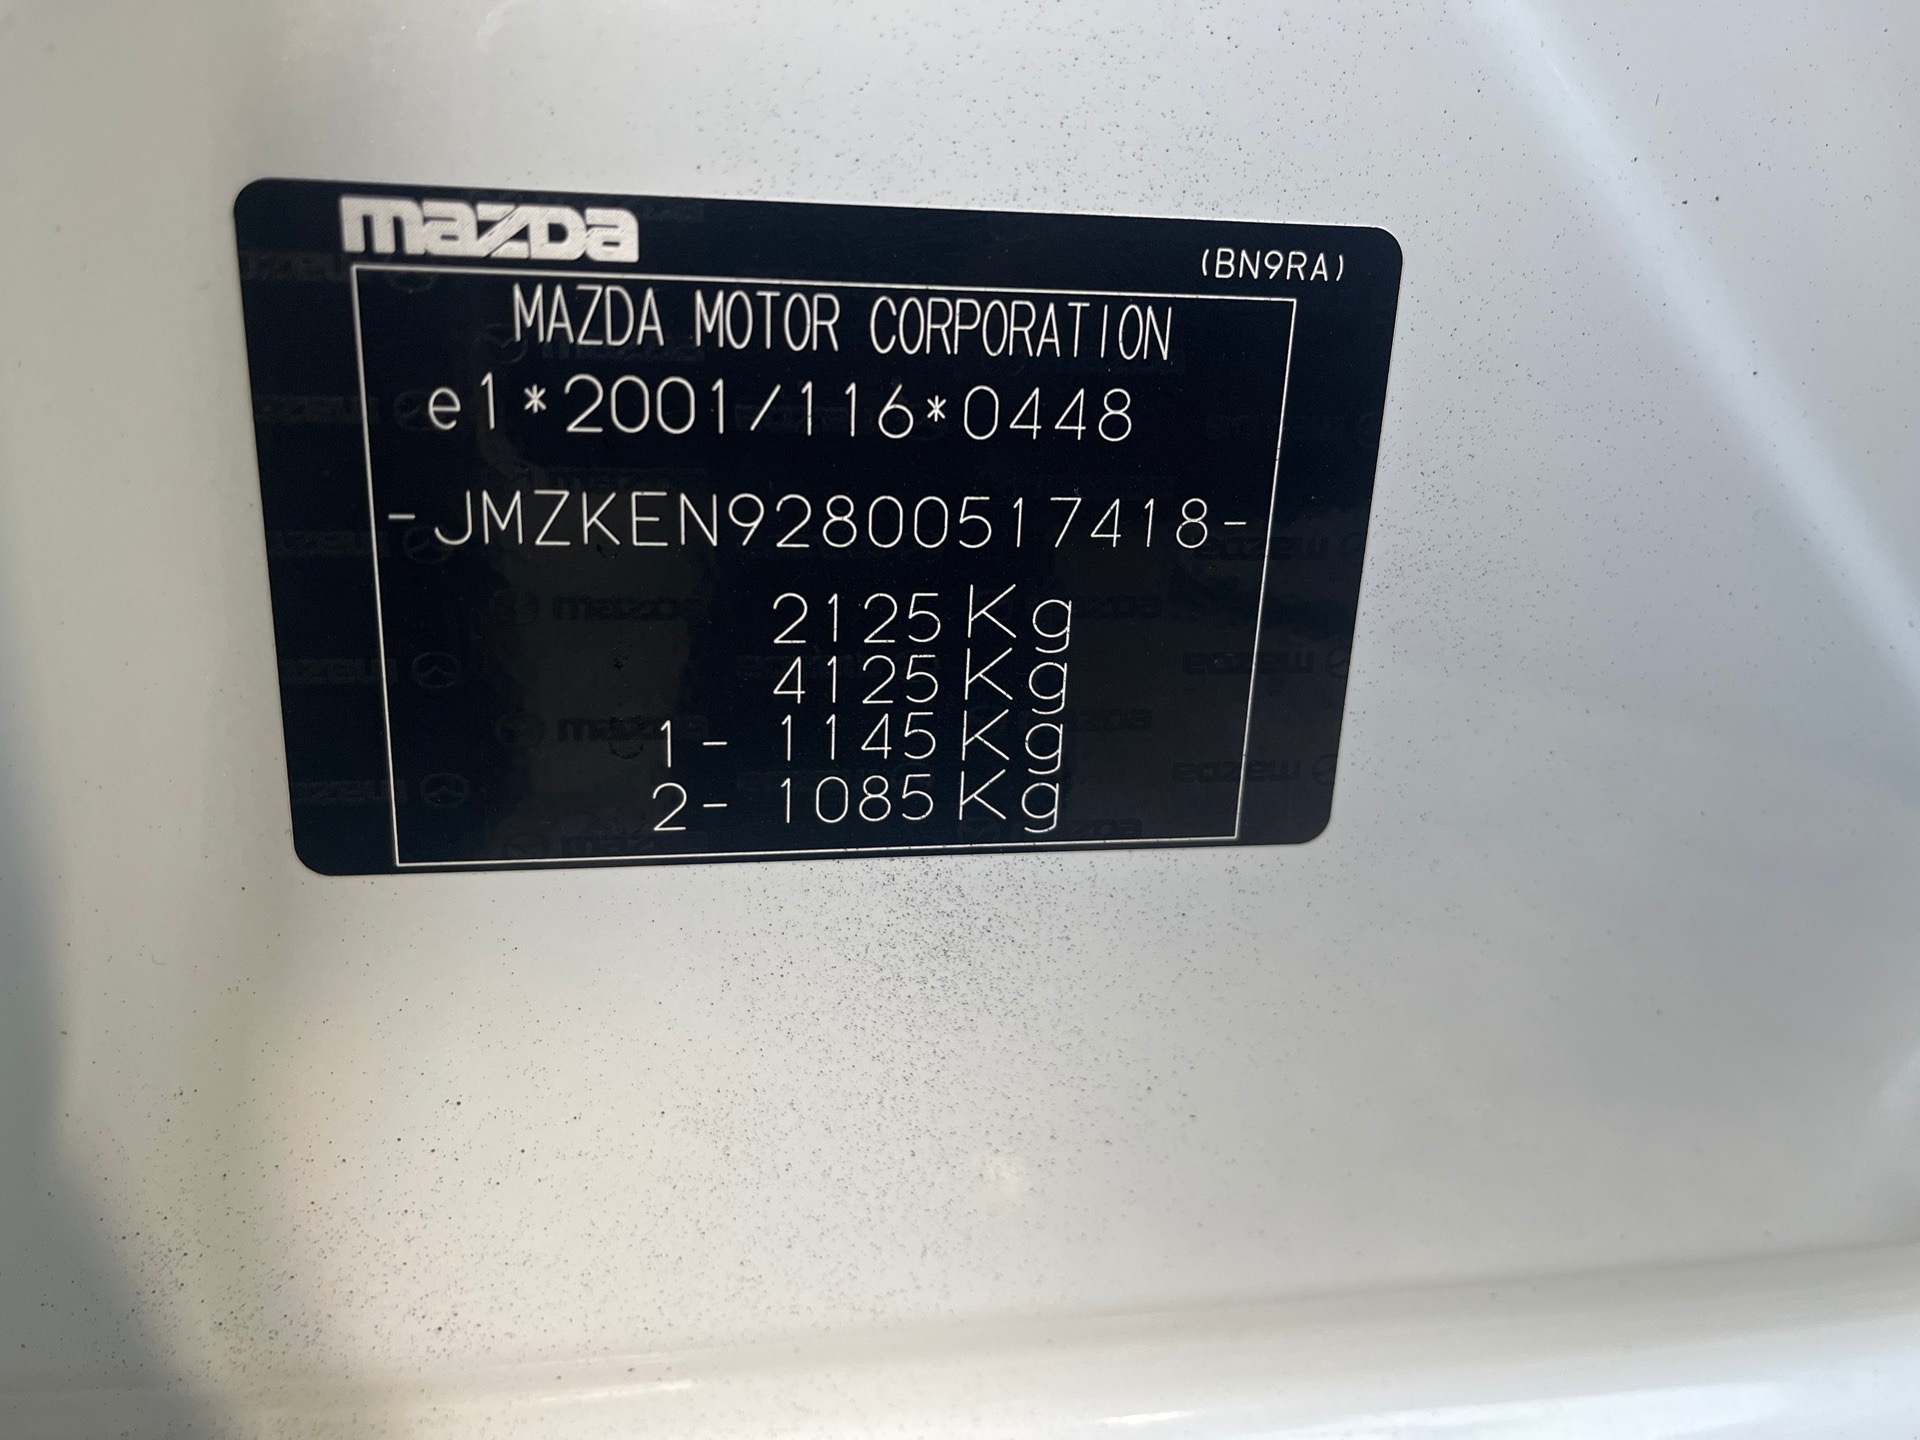 mazda
(BN9RA)
MAZDA MOTOR CORPORATION
e1*2001/116*0448
-JMZKEN92800517418-
2125Kg
4125Kg
1- 1145Kg
2- 1085Kg